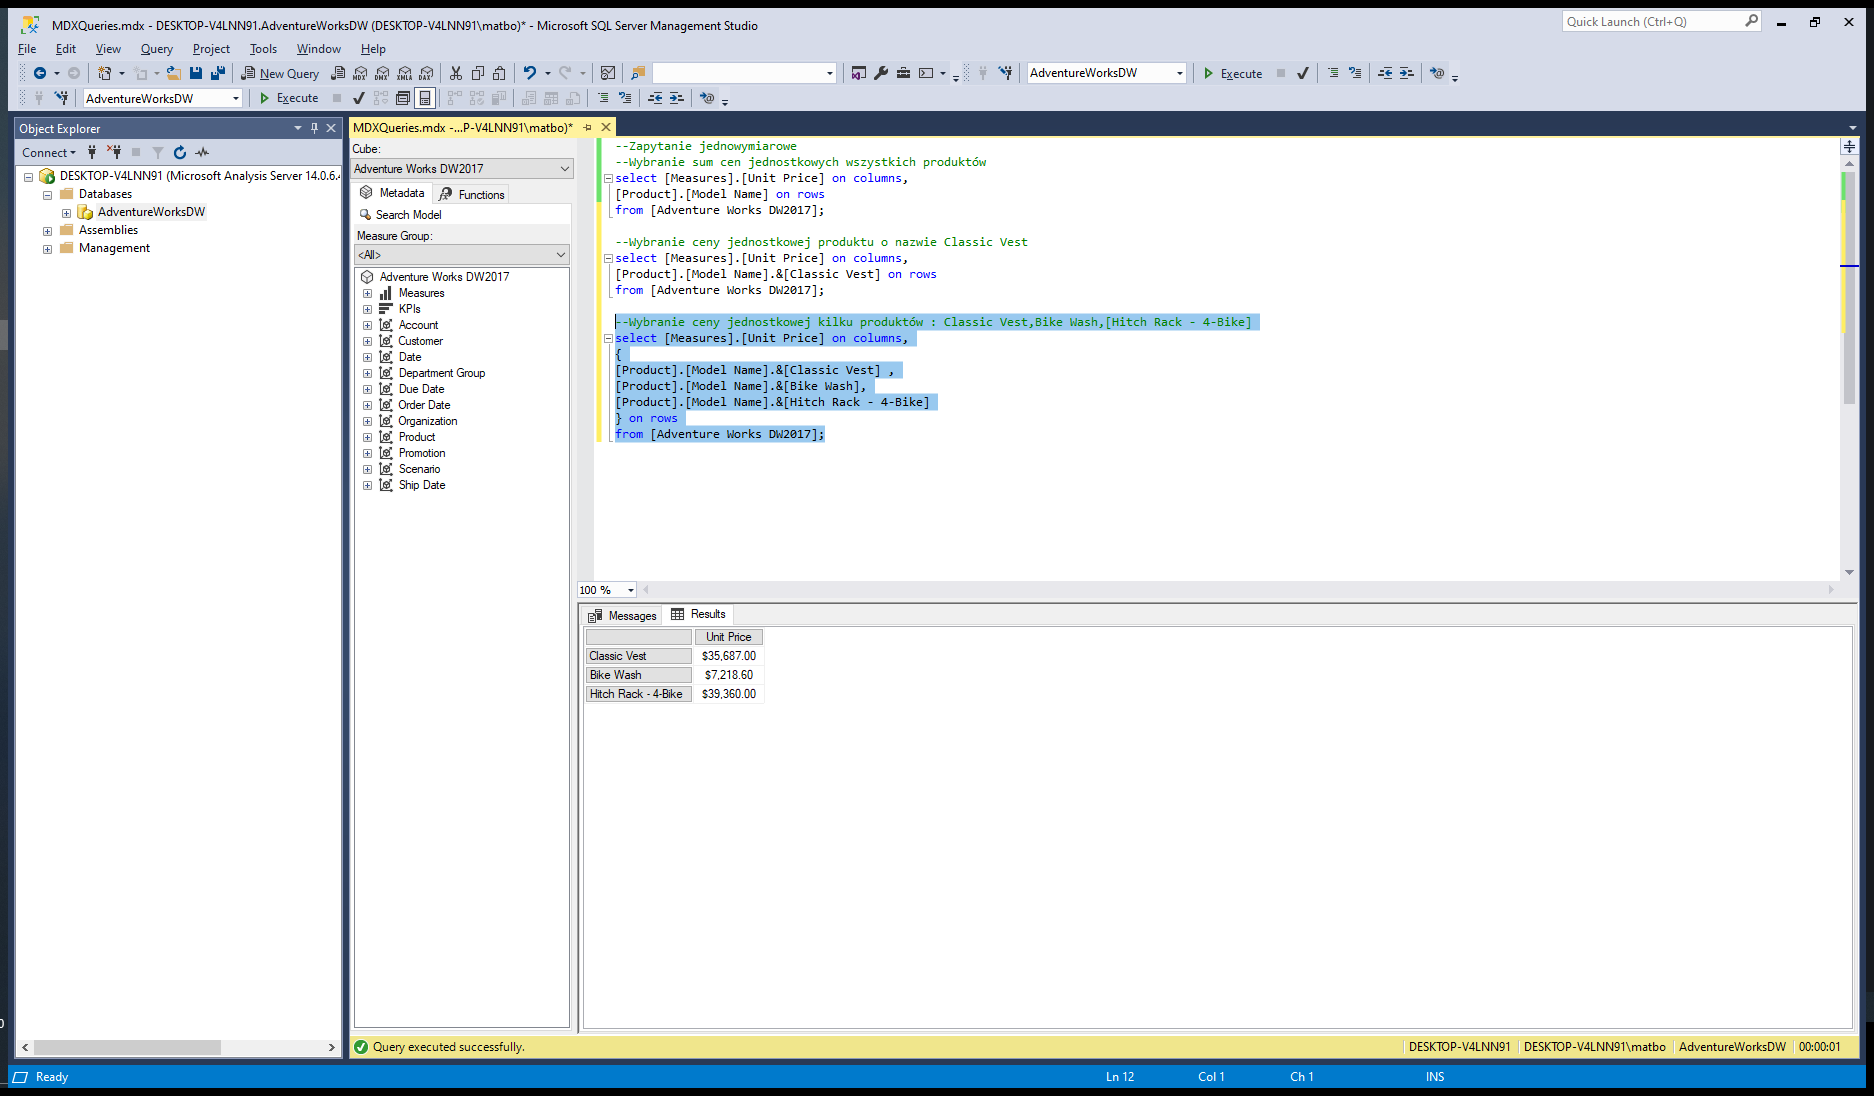 MDXQueries.mdx - DESKTOP-V4LNN91.AdventureWorksDW (DESKTOP-V4LNN91\matbo)* - Microsoft SQL Server Management Studio
Quick Launch (Ctrl+Q)
File Edit View Query Project Tools Window Help
New Query MDX DMX XMLA DAX AdventureWorksDW Execute
AdventureWorksDW Execute
Object Explorer
Connect
DESKTOP-V4LNN91 (Microsoft Analysis Server 14.0.6.4
Databases
AdventureWorksDW
Assemblies
Management
MDXQueries.mdx -...P-V4LNN91\matbo)*
Cube:
Adventure Works DW2017
Metadata Functions
Search Model
Measure Group:
<All>
Adventure Works DW2017
Measures
KPIs
Account
Customer
Date
Department Group
Due Date
Order Date
Organization
Product
Promotion
Scenario
Ship Date
--Zapytanie jednowymiarowe
--Wybranie sum cen jednostkowych wszystkich produktów
select [Measures].[Unit Price] on columns,
[Product].[Model Name] on rows
from [Adventure Works DW2017];
--Wybranie ceny jednostkowej produktu o nazwie Classic Vest
select [Measures].[Unit Price] on columns,
[Product].[Model Name].&[Classic Vest] on rows
from [Adventure Works DW2017];
--Wybranie ceny jednostkowej kilku produktów : Classic Vest,Bike Wash,[Hitch Rack - 4-Bike]
select [Measures].[Unit Price] on columns,
{
[Product].[Model Name].&[Classic Vest] ,
[Product].[Model Name].&[Bike Wash],
[Product].[Model Name].&[Hitch Rack - 4-Bike]
} on rows
from [Adventure Works DW2017];
100 %
Messages Results
Unit Price
Classic Vest $35,687.00
Bike Wash $7,218.60
Hitch Rack - 4-Bike $39,360.00
Query executed successfully.
DESKTOP-V4LNN91 DESKTOP-V4LNN91\matbo AdventureWorksDW 00:00:01
Ready Ln 12 Col 1 Ch 1 INS